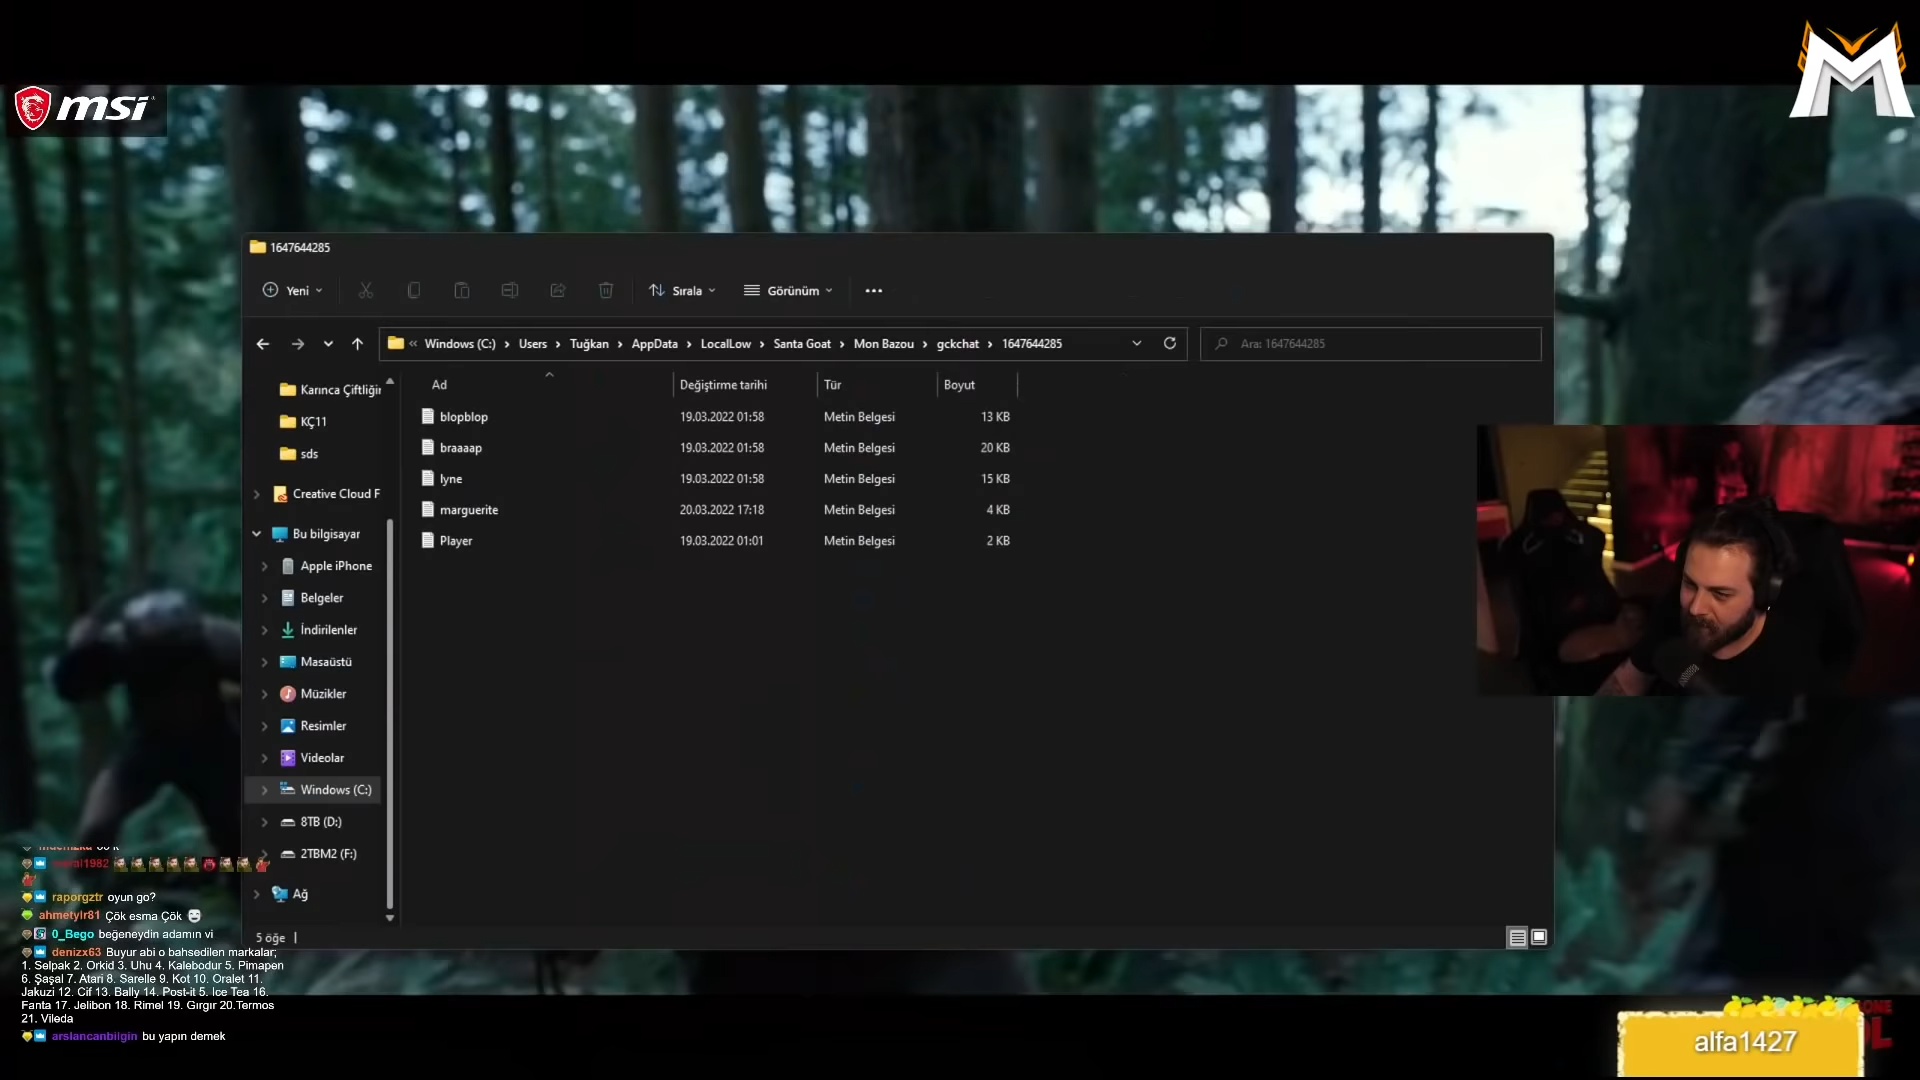 msi
M
1647644285
Yeni
Sırala
Görünüm
Windows (C:) › Users › Tuğkan › AppData › LocalLow › Santa Goat › Mon Bazou › gckchat › 1647644285
Ara: 1647644285
Karınca Çiftliğir
KÇ11
sds
Creative Cloud F
Bu bilgisayar
Apple iPhone
Belgeler
İndirilenler
Masaüstü
Müzikler
Resimler
Videolar
Windows (C:)
8TB (D:)
2TBM2 (F:)
Ağ
Ad Değiştirme tarihi Tür Boyut
blopblop 19.03.2022 01:58 Metin Belgesi 13 KB
braaaap 19.03.2022 01:58 Metin Belgesi 20 KB
lyne 19.03.2022 01:58 Metin Belgesi 15 KB
marguerite 20.03.2022 17:18 Metin Belgesi 4 KB
Player 19.03.2022 01:01 Metin Belgesi 2 KB
5 öğe
raporgztr oyun go?
ahmetylr81 Çök esma Çök
0_Bego beğeneydin adamın vi
denizx63 Buyur abi o bahsedilen markalar;
1. Selpak 2. Orkid 3. Uhu 4. Kalebodur 5. Pimapen
6. Şaşal 7. Atari 8. Sarelle 9. Kot 10. Oralet 11.
Jakuzi 12. Cif 13. Bally 14. Post-it 5. Ice Tea 16.
Fanta 17. Jelibon 18. Rimel 19. Gırgır 20.Termos
21. Vileda
arslancanbilgin bu yapın demek
alfa1427